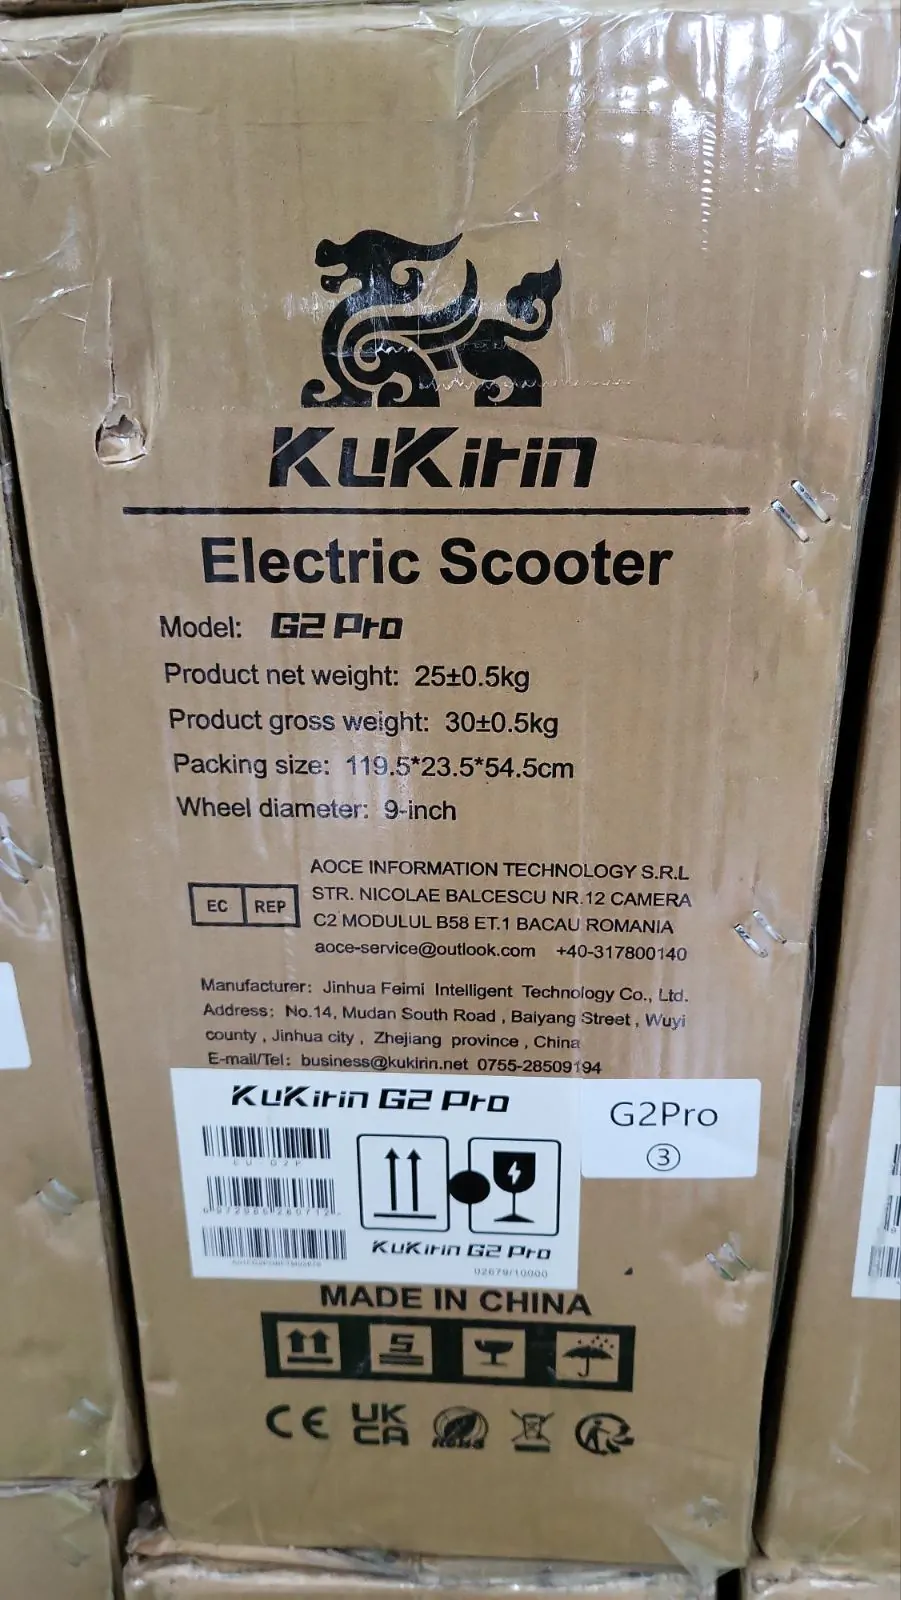 KuKirin
Electric Scooter
Model: G2 Pro
Product net weight: 25±0.5kg
Product gross weight: 30±0.5kg
Packing size: 119.5*23.5*54.5cm
Wheel diameter: 9-inch
EC REP
AOCE INFORMATION TECHNOLOGY S.R.L
STR. NICOLAE BALCESCU NR.12 CAMERA
C2 MODULUL B58 ET.1 BACAU ROMANIA
aoce-service@outlook.com +40-317800140
Manufacturer: Jinhua Feimi Intelligent Technology Co., Ltd.
Address: No.14, Mudan South Road , Baiyang Street , Wuyi
county , Jinhua city , Zhejiang province , China
E-mail/Tel: business@kukirin.net 0755-28509194
KuKirin G2 Pro
EU-G2P
KuKirin G2 Pro
02679/10000
G2Pro
③
MADE IN CHINA
5
CE
UK
CA
RoHS